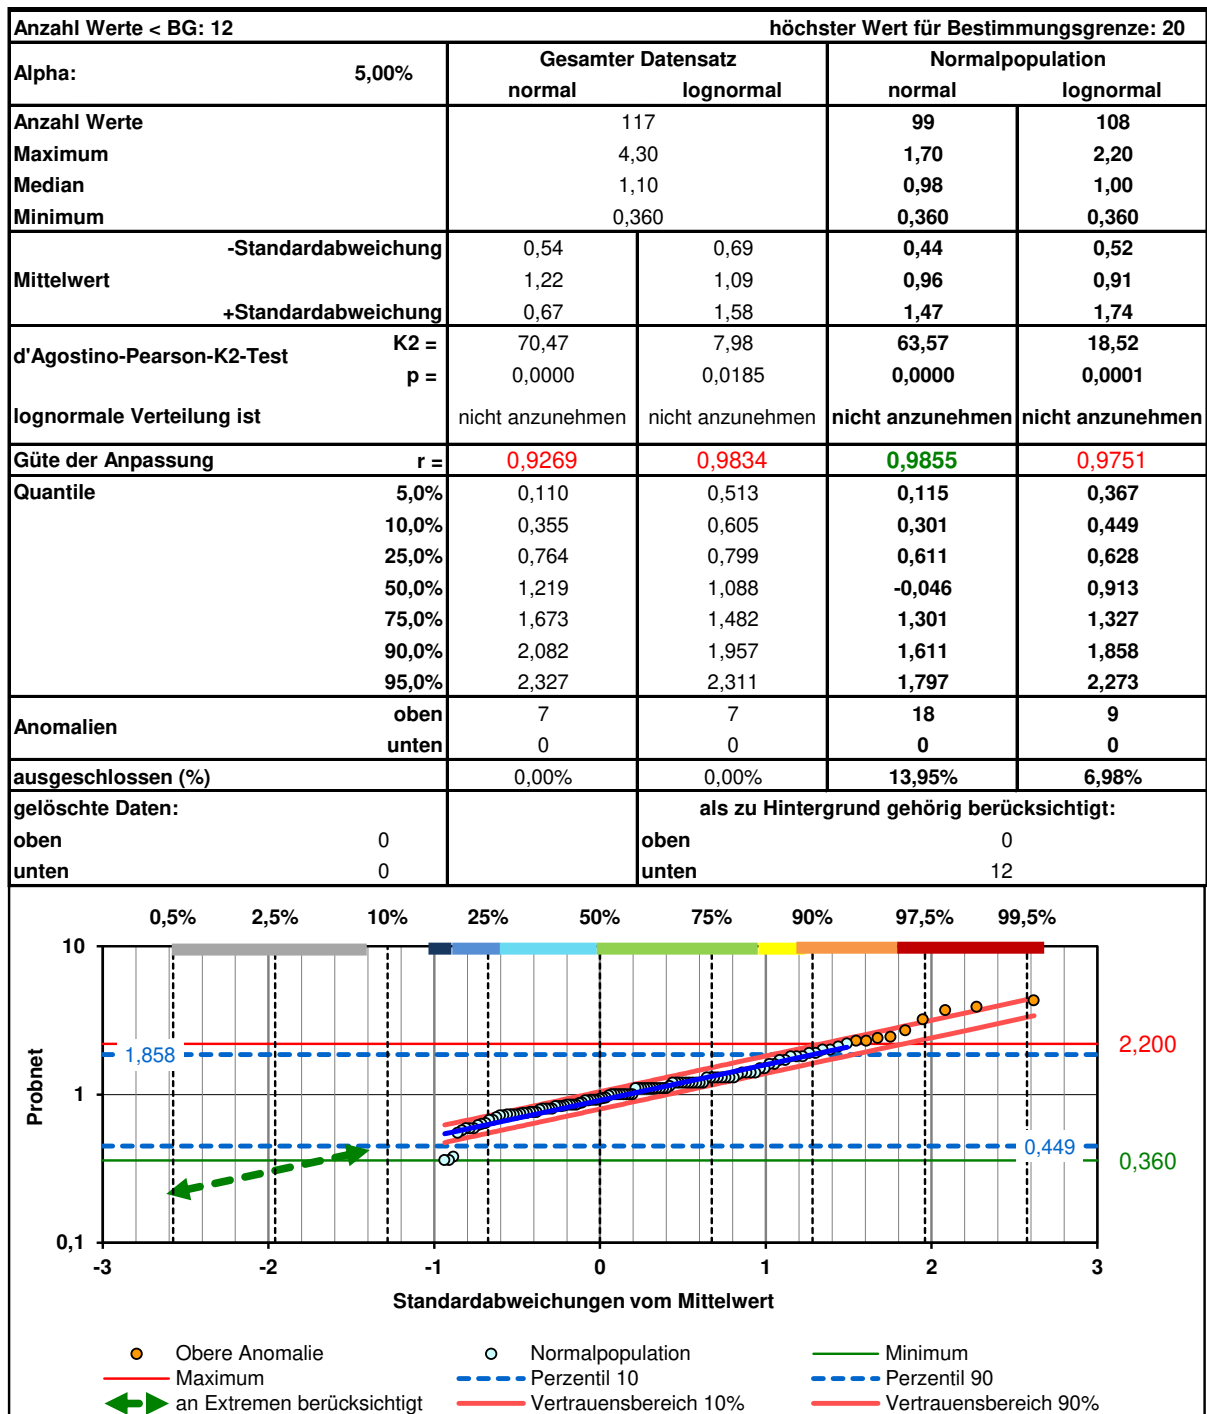 Anzahl Werte < BG: 12 höchster Wert für Bestimmungsgrenze: 20
Alpha: 5,00% Gesamter Datensatz Normalpopulation
normal lognormal normal lognormal
Anzahl Werte 117 99 108
Maximum 4,30 1,70 2,20
Median 1,10 0,98 1,00
Minimum 0,360 0,360 0,360
-Standardabweichung 0,54 0,69 0,44 0,52
Mittelwert 1,22 1,09 0,96 0,91
+Standardabweichung 0,67 1,58 1,47 1,74
d'Agostino-Pearson-K2-Test K2 = 70,47 7,98 63,57 18,52
p = 0,0000 0,0185 0,0000 0,0001
lognormale Verteilung ist nicht anzunehmen nicht anzunehmen nicht anzunehmen nicht anzunehmen
Güte der Anpassung r = 0,9269 0,9834 0,9855 0,9751
Quantile 5,0% 0,110 0,513 0,115 0,367
10,0% 0,355 0,605 0,301 0,449
25,0% 0,764 0,799 0,611 0,628
50,0% 1,219 1,088 -0,046 0,913
75,0% 1,673 1,482 1,301 1,327
90,0% 2,082 1,957 1,611 1,858
95,0% 2,327 2,311 1,797 2,273
Anomalien oben 7 7 18 9
unten 0 0 0 0
ausgeschlossen (%) 0,00% 0,00% 13,95% 6,98%
gelöschte Daten: als zu Hintergrund gehörig berücksichtigt:
oben 0 oben 0
unten 0 unten 12
0,5% 2,5% 10% 25% 50% 75% 90% 97,5% 99,5%
10
2,200
1,858
1
0,449
0,360
0,1
Probnet
-3 -2 -1 0 1 2 3
Standardabweichungen vom Mittelwert
Obere Anomalie Normalpopulation Minimum
Maximum Perzentil 10 Perzentil 90
an Extremen berücksichtigt Vertrauensbereich 10% Vertrauensbereich 90%